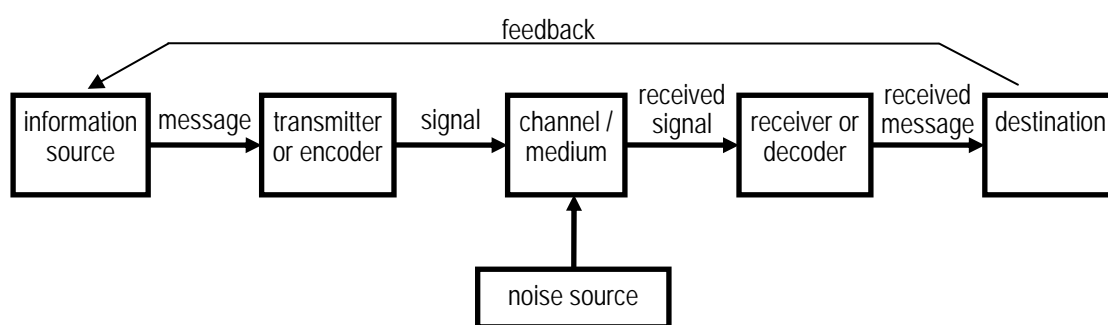 feedback
information
source
message
transmitter
or encoder
signal
channel /
medium
received
signal
receiver or
decoder
received
message
destination
noise source